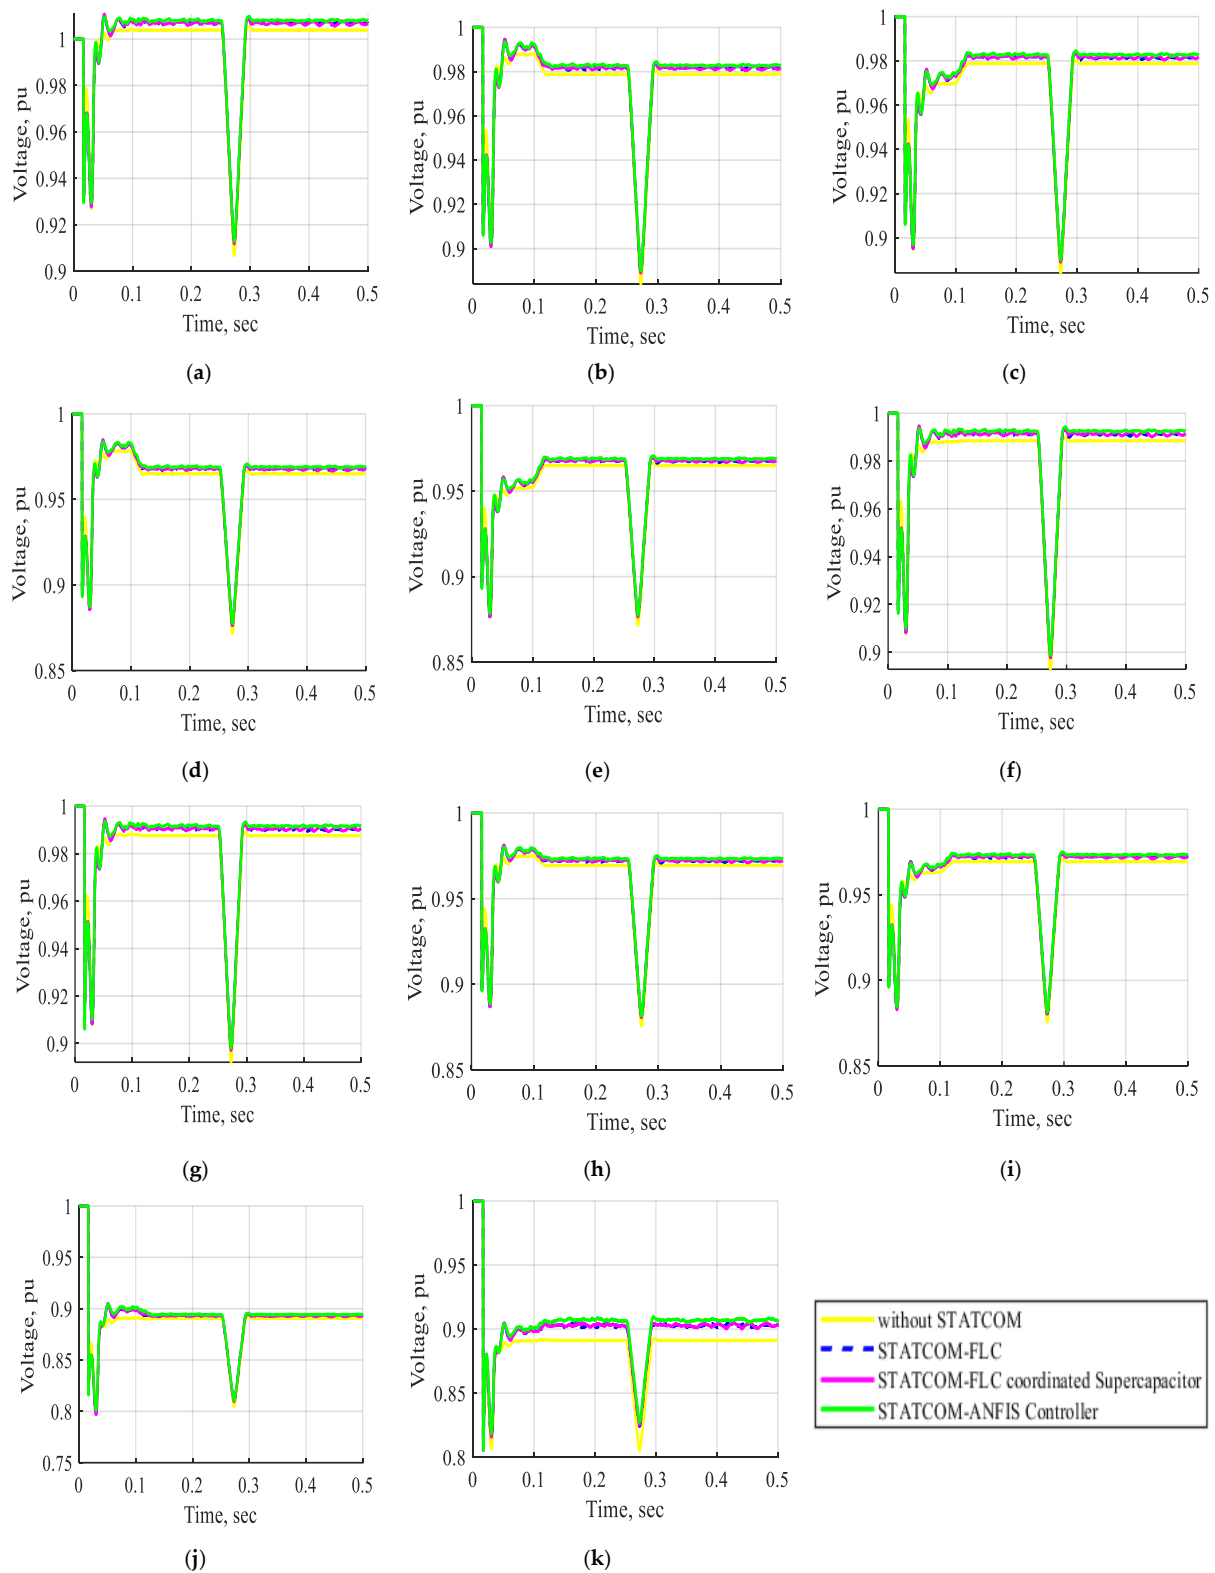 1
0.98
0.96
0.94
0.92
0.9
0 0.1 0.2 0.3 0.4 0.5
Voltage, pu
Time, sec
(a)
1
0.98
0.96
0.94
0.92
0.9
0 0.1 0.2 0.3 0.4 0.5
Voltage, pu
Time, sec
(b)
1
0.98
0.96
0.94
0.92
0.9
0 0.1 0.2 0.3 0.4 0.5
Voltage, pu
Time, sec
(c)
1
0.95
0.9
0.85
0 0.1 0.2 0.3 0.4 0.5
Voltage, pu
Time, sec
(d)
1
0.95
0.9
0.85
0 0.1 0.2 0.3 0.4 0.5
Voltage, pu
Time, sec
(e)
1
0.98
0.96
0.94
0.92
0.9
0 0.1 0.2 0.3 0.4 0.5
Voltage, pu
Time, sec
(f)
1
0.98
0.96
0.94
0.92
0.9
0 0.1 0.2 0.3 0.4 0.5
Voltage, pu
Time, sec
(g)
1
0.95
0.9
0.85
0 0.1 0.2 0.3 0.4 0.5
Voltage, pu
Time, sec
(h)
1
0.95
0.9
0.85
0 0.1 0.2 0.3 0.4 0.5
Voltage, pu
Time, sec
(i)
1
0.95
0.9
0.85
0.8
0.75
0 0.1 0.2 0.3 0.4 0.5
Voltage, pu
Time, sec
(j)
1
0.95
0.9
0.85
0.8
0 0.1 0.2 0.3 0.4 0.5
Voltage, pu
Time, sec
(k)
without STATCOM
STATCOM-FLC
STATCOM-FLC coordinated Supercapacitor
STATCOM-ANFIS Controller